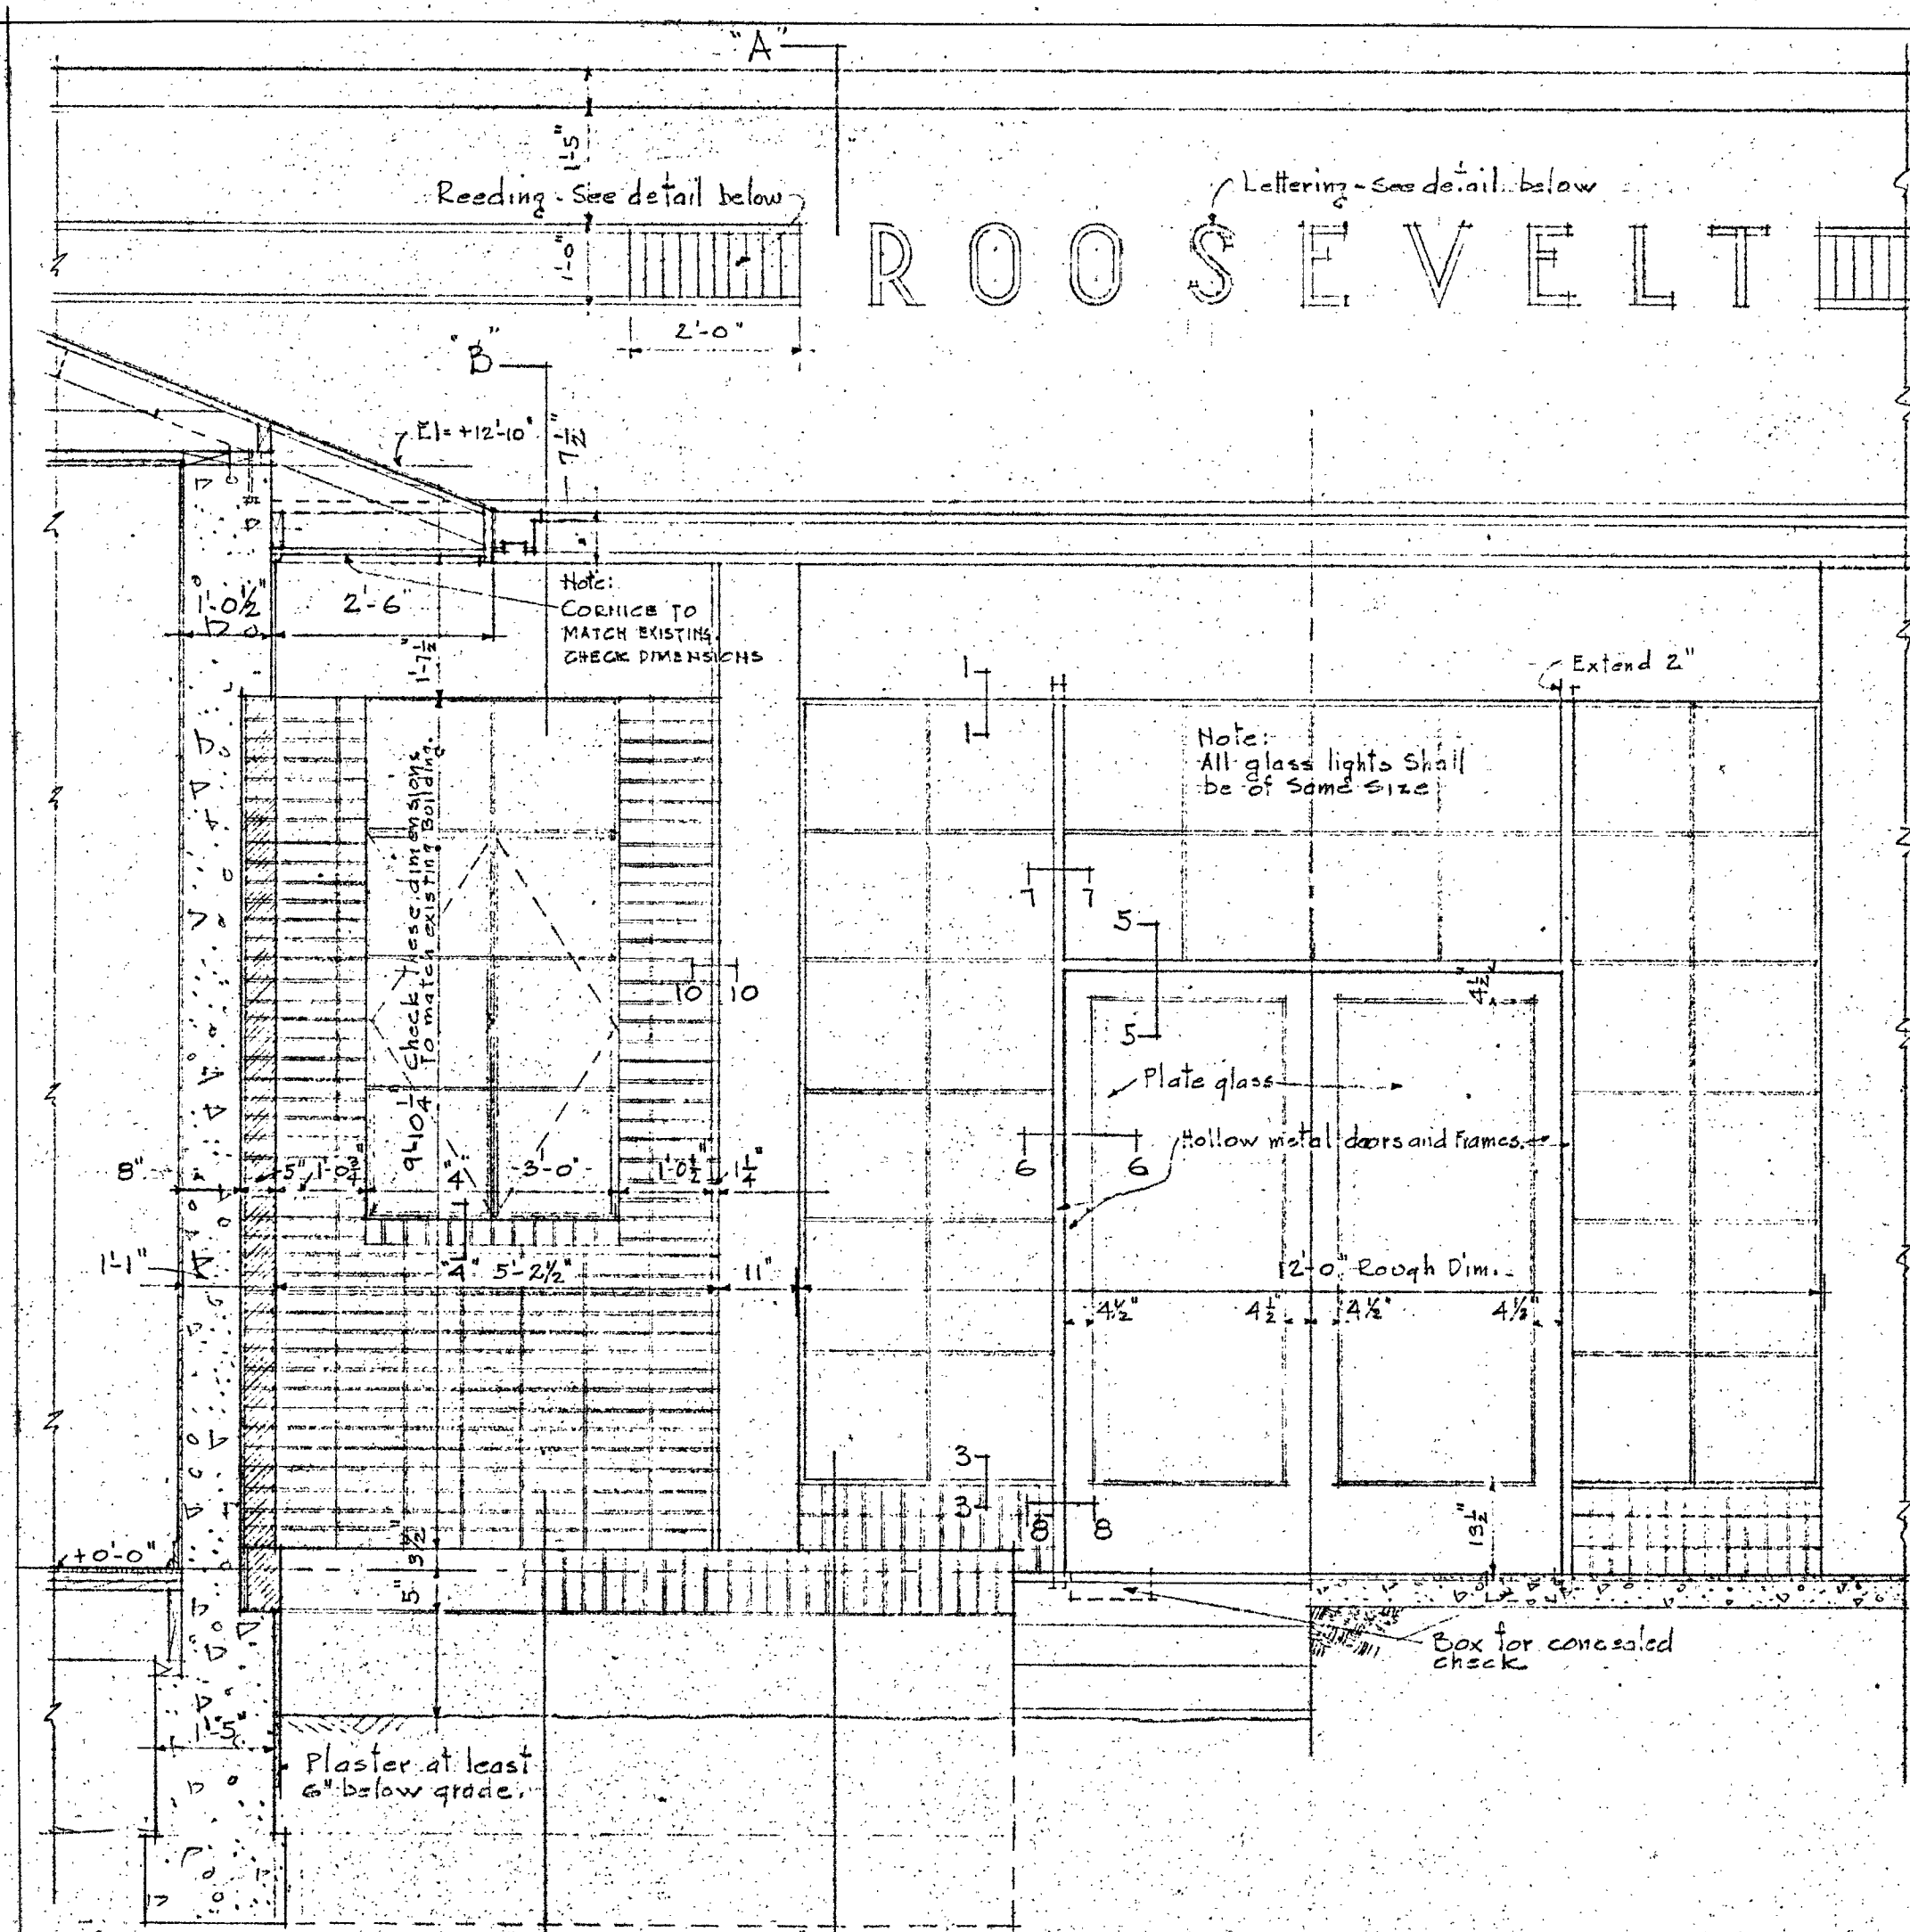 "A"
1'-5"
Reeding - See detail below
Lettering - See detail below
1'-0"
ROOSEVELT
2'-0"
"B"
El= +12'-10"
7½"
1'-0½"
2'-6"
Note:
CORNICE TO
MATCH EXISTING.
CHECK DIMENSIONS
1'-7½"
Extend 2"
1
1
Note:
All glass lights Shall
be of Same Size
Check these dimensions
To match existing Building.
7 7
5
10 10
4½"
5
Plate glass
Hollow metal doors and Frames.
6 6
8"
5"
1'-0¾"
4"
3'-0"
1'-0½"
1¼"
1'-1"
"4"
5'-2½"
11"
12'-0" Rough Dim.
4½"
4½"
4½"
4½"
3
3
8 8
13½"
+0'-0"
3½"
5"
Box for concealed
check
1'-5"
Plaster at least
6" below grade.